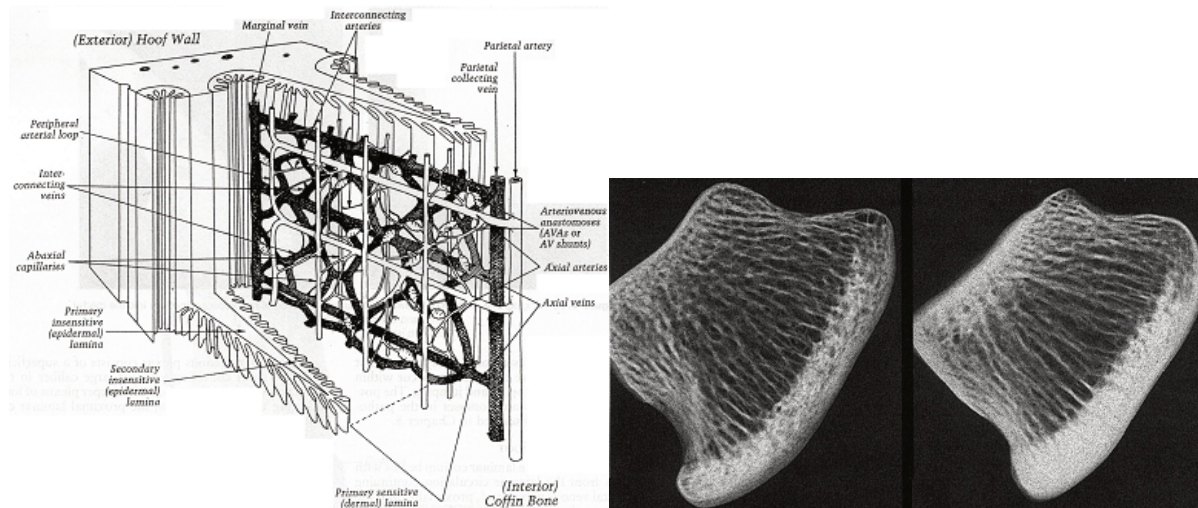 (Exterior) Hoof Wall
Marginal vein
Interconnecting
arteries
Parietal artery
Parietal
collecting
vein
Peripheral
arterial loop
Inter-
connecting
veins
Abaxial
capillaries
Primary
insensitive
(epidermal)
lamina
Secondary
insensitive
(epidermal)
lamina
Arteriovenous
anastomoses
(AVAs or
AV shunts)
Axial arteries
Axial veins
Primary sensitive
(dermal) lamina
(Interior)
Coffin Bone